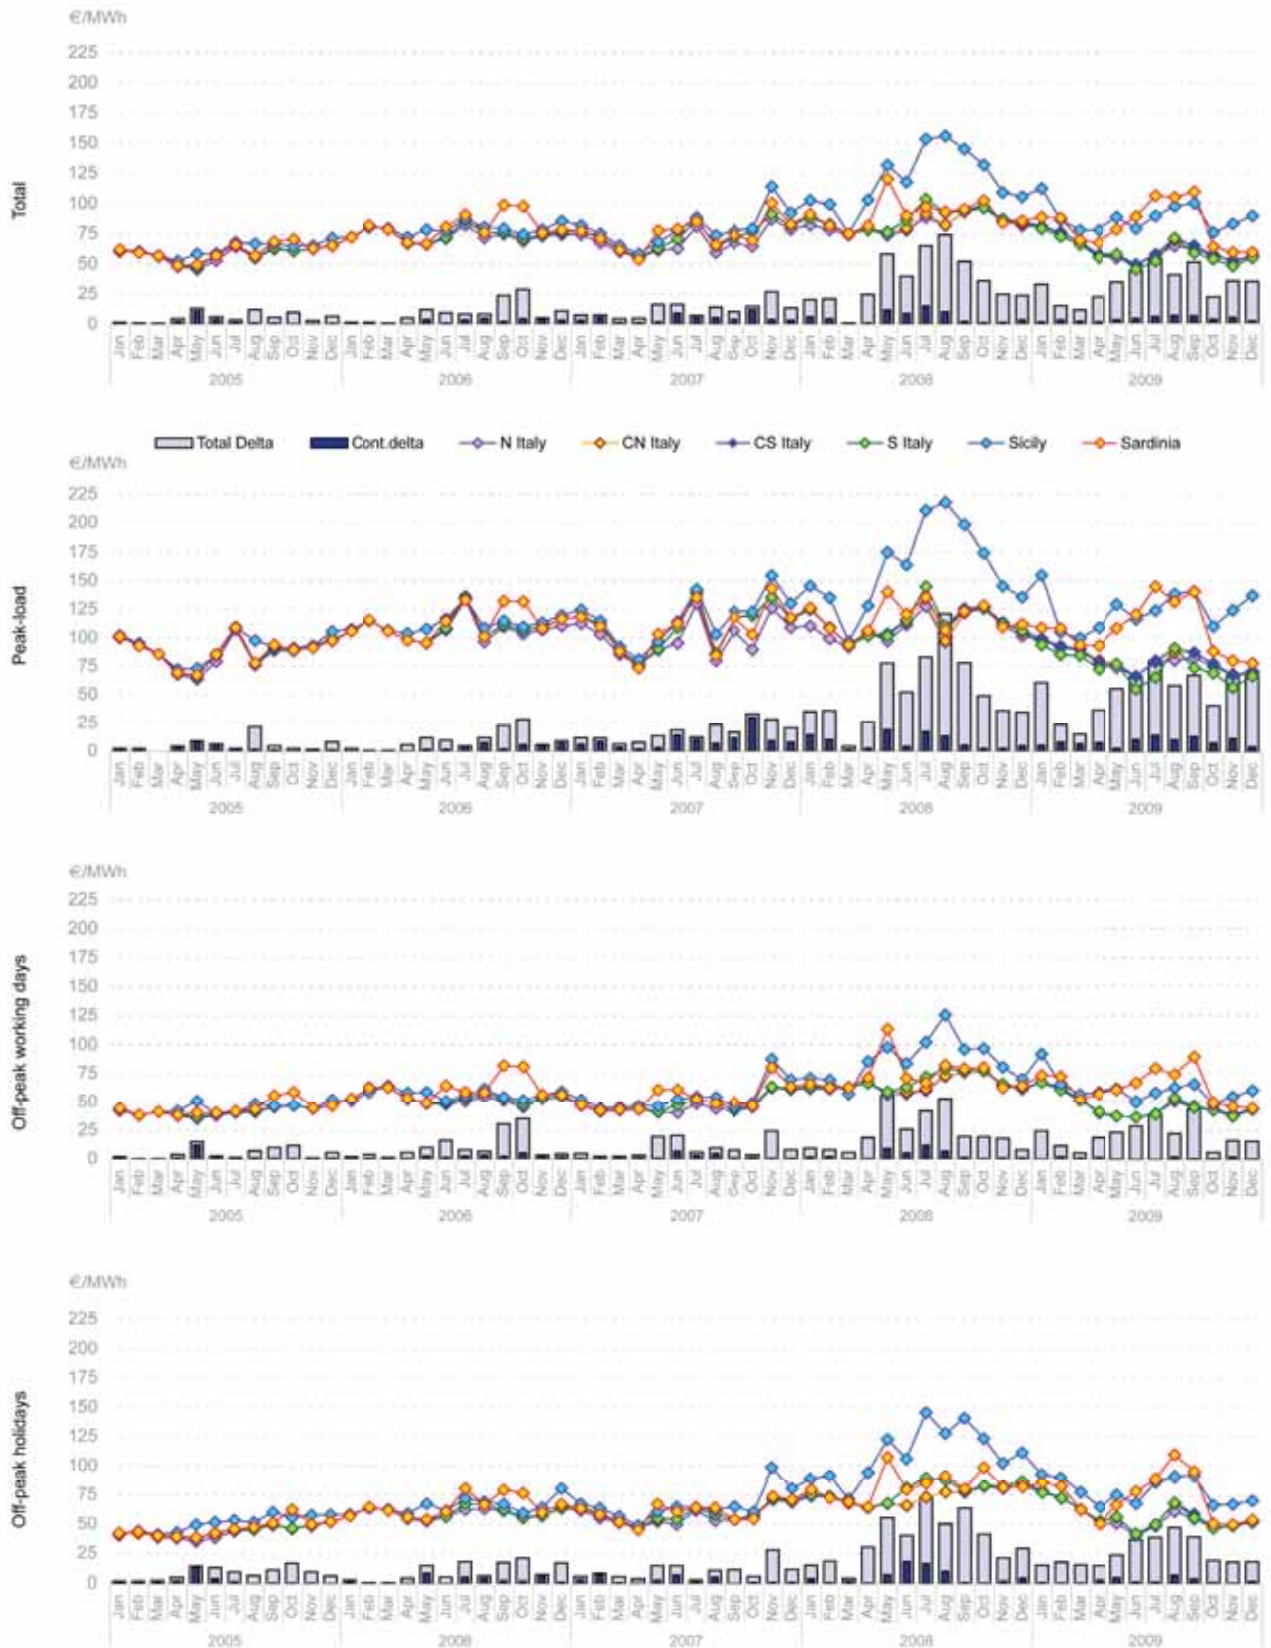 €/MWh
225
200
175
150
125
100
75
50
25
0
Total
Jan Feb Mar Apr May Jun Jul Aug Sep Oct Nov Dec Jan Feb Mar Apr May Jun Jul Aug Sep Oct Nov Dec Jan Feb Mar Apr May Jun Jul Aug Sep Oct Nov Dec Jan Feb Mar Apr May Jun Jul Aug Sep Oct Nov Dec Jan Feb Mar Apr May Jun Jul Aug Sep Oct Nov Dec
2005 2006 2007 2008 2009
Total Delta Cont.delta N Italy CN Italy CS Italy S Italy Sicily Sardinia
€/MWh
225
200
175
150
125
100
75
50
25
0
Peak-load
Jan Feb Mar Apr May Jun Jul Aug Sep Oct Nov Dec Jan Feb Mar Apr May Jun Jul Aug Sep Oct Nov Dec Jan Feb Mar Apr May Jun Jul Aug Sep Oct Nov Dec Jan Feb Mar Apr May Jun Jul Aug Sep Oct Nov Dec Jan Feb Mar Apr May Jun Jul Aug Sep Oct Nov Dec
2005 2006 2007 2008 2009
€/MWh
225
200
175
150
125
100
75
50
25
0
Off-peak working days
Jan Feb Mar Apr May Jun Jul Aug Sep Oct Nov Dec Jan Feb Mar Apr May Jun Jul Aug Sep Oct Nov Dec Jan Feb Mar Apr May Jun Jul Aug Sep Oct Nov Dec Jan Feb Mar Apr May Jun Jul Aug Sep Oct Nov Dec Jan Feb Mar Apr May Jun Jul Aug Sep Oct Nov Dec
2005 2006 2007 2008 2009
€/MWh
225
200
175
150
125
100
75
50
25
0
Off-peak holidays
Jan Feb Mar Apr May Jun Jul Aug Sep Oct Nov Dec Jan Feb Mar Apr May Jun Jul Aug Sep Oct Nov Dec Jan Feb Mar Apr May Jun Jul Aug Sep Oct Nov Dec Jan Feb Mar Apr May Jun Jul Aug Sep Oct Nov Dec Jan Feb Mar Apr May Jun Jul Aug Sep Oct Nov Dec
2005 2006 2007 2008 2009